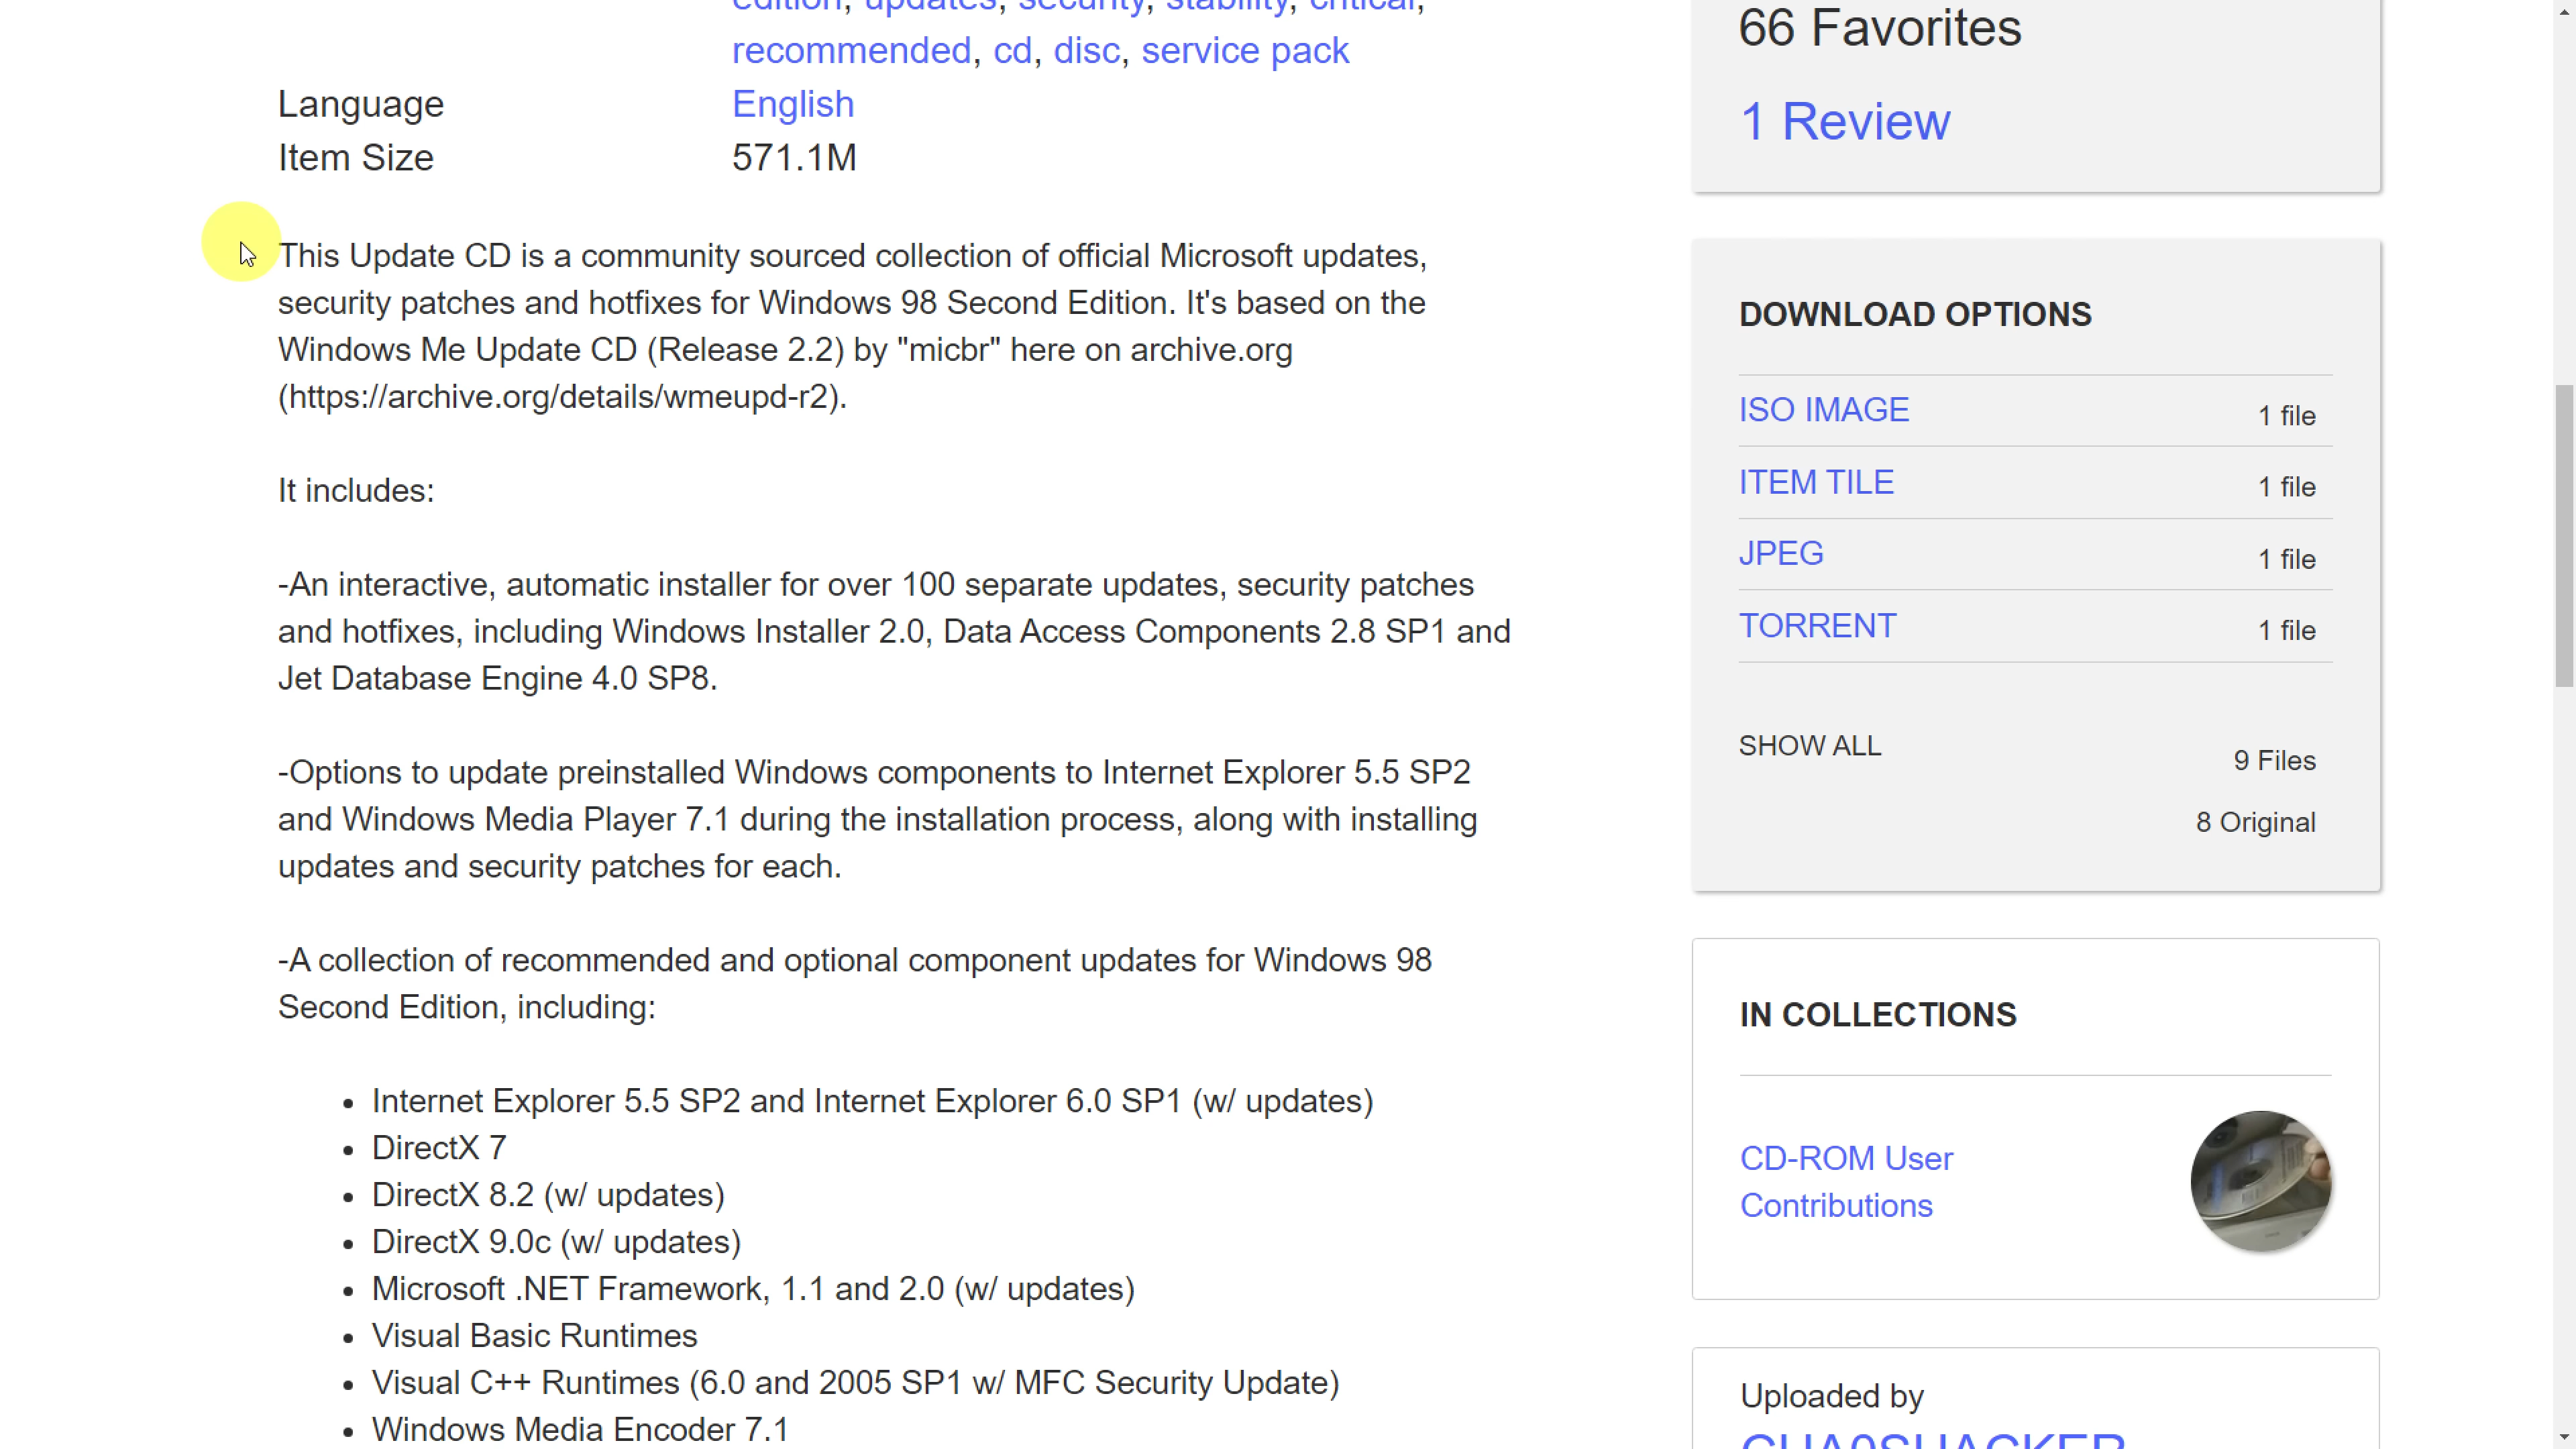 edition, updates, security, stability, critical,
recommended, cd, disc, service pack
Language English
Item Size 571.1M
This Update CD is a community sourced collection of official Microsoft updates,
security patches and hotfixes for Windows 98 Second Edition. It's based on the
Windows Me Update CD (Release 2.2) by "micbr" here on archive.org
(https://archive.org/details/wmeupd-r2).
It includes:
-An interactive, automatic installer for over 100 separate updates, security patches
and hotfixes, including Windows Installer 2.0, Data Access Components 2.8 SP1 and
Jet Database Engine 4.0 SP8.
-Options to update preinstalled Windows components to Internet Explorer 5.5 SP2
and Windows Media Player 7.1 during the installation process, along with installing
updates and security patches for each.
-A collection of recommended and optional component updates for Windows 98
Second Edition, including:
• Internet Explorer 5.5 SP2 and Internet Explorer 6.0 SP1 (w/ updates)
• DirectX 7
• DirectX 8.2 (w/ updates)
• DirectX 9.0c (w/ updates)
• Microsoft .NET Framework, 1.1 and 2.0 (w/ updates)
• Visual Basic Runtimes
• Visual C++ Runtimes (6.0 and 2005 SP1 w/ MFC Security Update)
• Windows Media Encoder 7.1
66 Favorites
1 Review
DOWNLOAD OPTIONS
ISO IMAGE 1 file
ITEM TILE 1 file
JPEG 1 file
TORRENT 1 file
SHOW ALL 9 Files
8 Original
IN COLLECTIONS
CD-ROM User
Contributions
Uploaded by